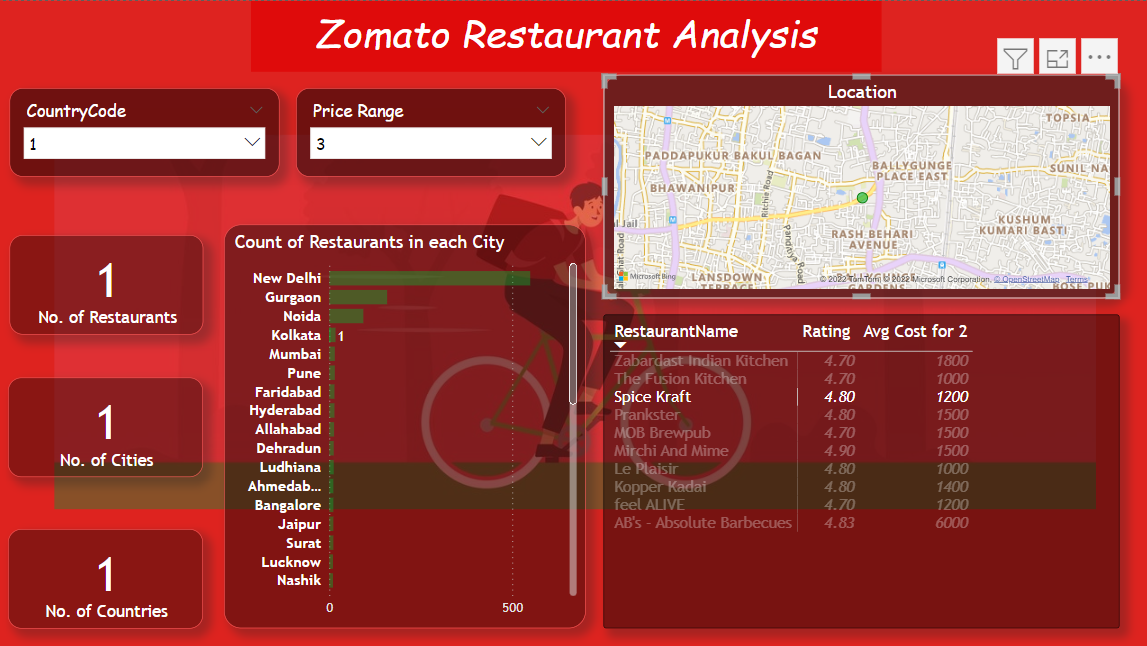 Zomato Restaurant Analysis
CountryCode
1
Price Range
3
1
No. of Restaurants
1
No. of Cities
1
No. of Countries
Count of Restaurants in each City
New Delhi
Gurgaon
Noida
Kolkata 1
Mumbai
Pune
Faridabad
Hyderabad
Allahabad
Dehradun
Ludhiana
Ahmedab...
Bangalore
Jaipur
Surat
Lucknow
Nashik
0 500
Location
TOPSIA
PADDAPUKUR BAKUL BAGAN
BALLYGUNGE
PLACE EAST
SUNIL NA
BHAWANIPUR
Ritchie Road
l Jail
KUSHUM
KUMARI BASTI
RASH BEHARI
AVENUE
Panditya Road
hat Road
LANSDOWN
TERRACE
BALLYGUNGE
GARDENS
BOSE PUK
Microsoft Bing
© 2022 TomTom, © 2022 Microsoft Corporation, © OpenStreetMap Terms
RestaurantName Rating Avg Cost for 2
Zabardast Indian Kitchen 4.70 1800
The Fusion Kitchen 4.70 1000
Spice Kraft 4.80 1200
Prankster 4.80 1500
MOB Brewpub 4.70 1500
Mirchi And Mime 4.90 1500
Le Plaisir 4.80 1000
Kopper Kadai 4.80 1400
feel ALIVE 4.70 1200
AB's - Absolute Barbecues 4.83 6000